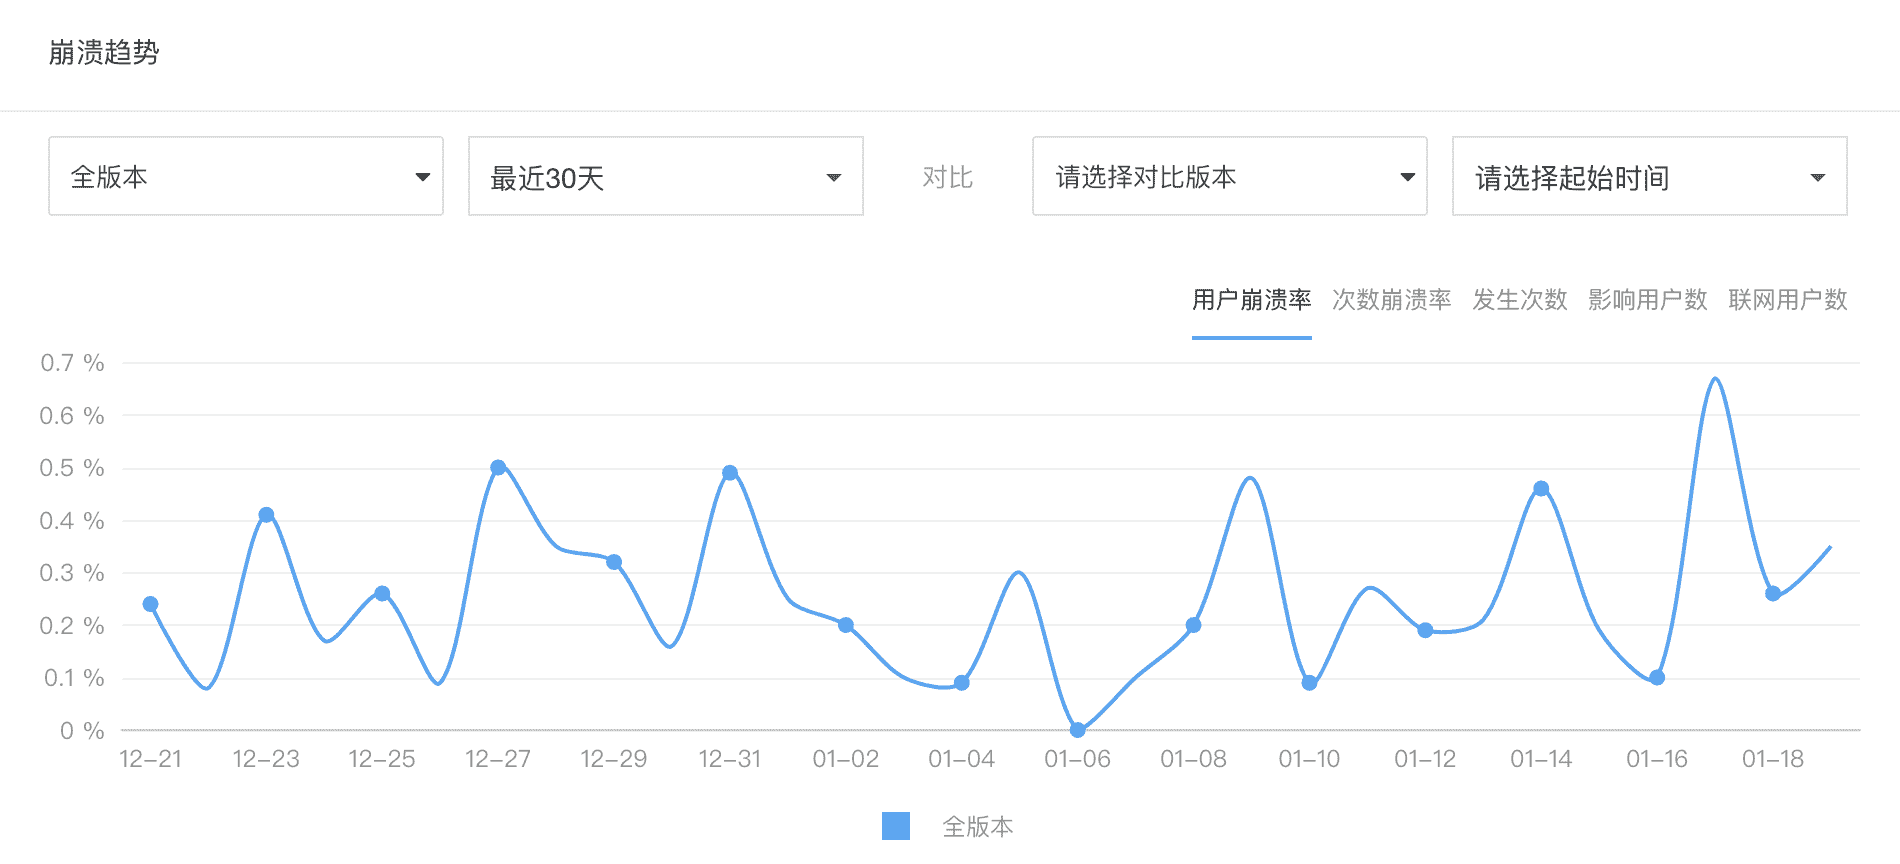 崩溃趋势
全版本 最近30天 对比 请选择对比版本 请选择起始时间
用户崩溃率 次数崩溃率 发生次数 影响用户数 联网用户数
0.7 %
0.6 %
0.5 %
0.4 %
0.3 %
0.2 %
0.1 %
0 %
12-21 12-23 12-25 12-27 12-29 12-31 01-02 01-04 01-06 01-08 01-10 01-12 01-14 01-16 01-18
全版本